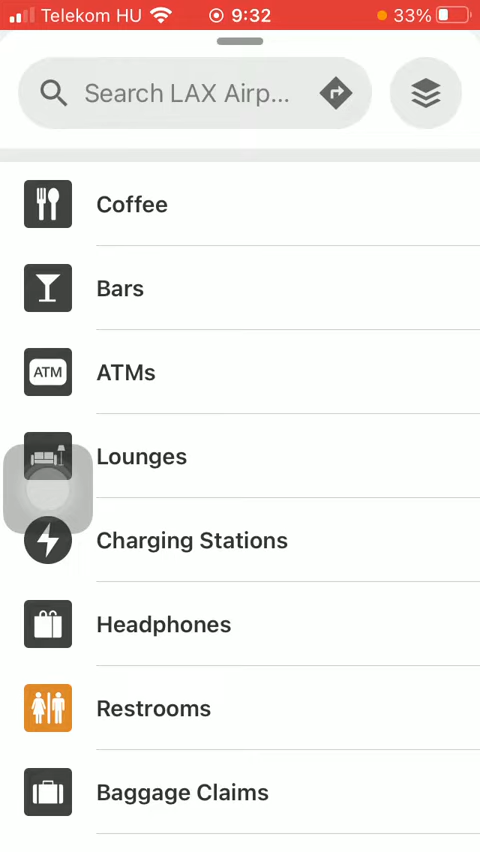 Telekom HU 9:32 33%
Search LAX Airp...
Coffee
Bars
ATM ATMs
Lounges
Charging Stations
Headphones
Restrooms
Baggage Claims